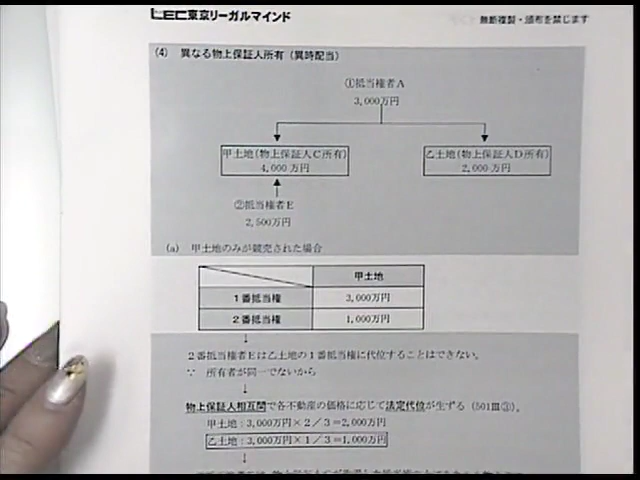 LEC東京リーガルマインド
無断複製・頒布を禁じます
(4) 異なる物上保証人所有(異時配当)
①抵当権者A
3,000万円
甲土地(物上保証人C所有)
4,000万円
乙土地(物上保証人D所有)
2,000万円
②抵当権者E
2,500万円
(a) 甲土地のみが競売された場合
甲土地
1番抵当権 3,000万円
2番抵当権 1,000万円
↓
2番抵当権者Eは乙土地の1番抵当権に代位することはできない。
∵ 所有者が同一でないから
↓
物上保証人相互間で各不動産の価格に応じて法定代位が生ずる(501Ⅲ③)。
甲土地:3,000万円×2/3=2,000万円
乙土地:3,000万円×1/3=1,000万円
↓